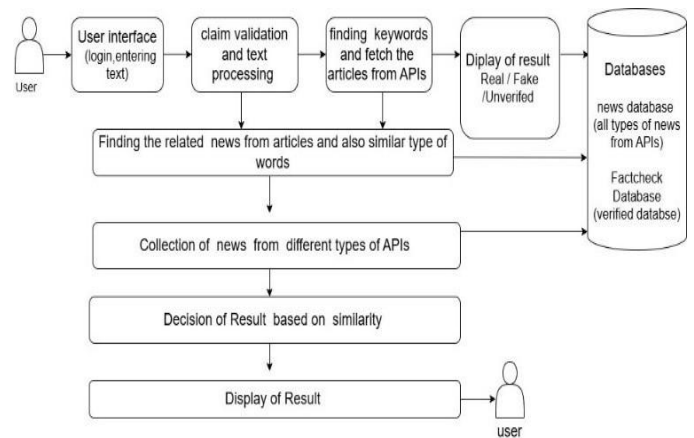 User
User interface
(login,entering
text)
claim validation
and text
processing
finding keywords
and fetch the
articles from APIs
Diplay of result
Real / Fake
/Unverifed
Databases
news database
(all types of news
from APIs)
Factcheck
Database
(verified databse)
Finding the related news from articles and also similar type of
words
Collection of news from different types of APIs
Decision of Result based on similarity
Display of Result
user